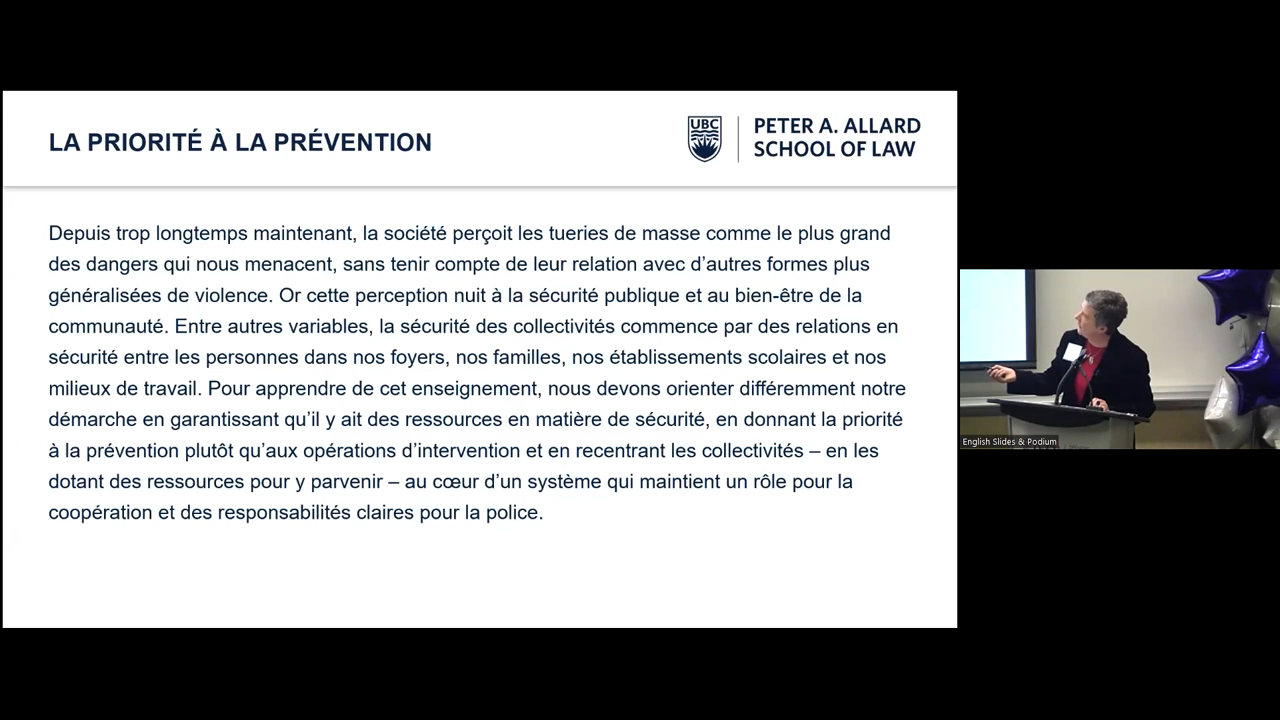 LA PRIORITÉ À LA PRÉVENTION
UBC
PETER A. ALLARD
SCHOOL OF LAW
Depuis trop longtemps maintenant, la société perçoit les tueries de masse comme le plus grand
des dangers qui nous menacent, sans tenir compte de leur relation avec d’autres formes plus
généralisées de violence. Or cette perception nuit à la sécurité publique et au bien-être de la
communauté. Entre autres variables, la sécurité des collectivités commence par des relations en
sécurité entre les personnes dans nos foyers, nos familles, nos établissements scolaires et nos
milieux de travail. Pour apprendre de cet enseignement, nous devons orienter différemment notre
démarche en garantissant qu’il y ait des ressources en matière de sécurité, en donnant la priorité
à la prévention plutôt qu’aux opérations d’intervention et en recentrant les collectivités – en les
dotant des ressources pour y parvenir – au cœur d’un système qui maintient un rôle pour la
coopération et des responsabilités claires pour la police.
English Slides & Podium